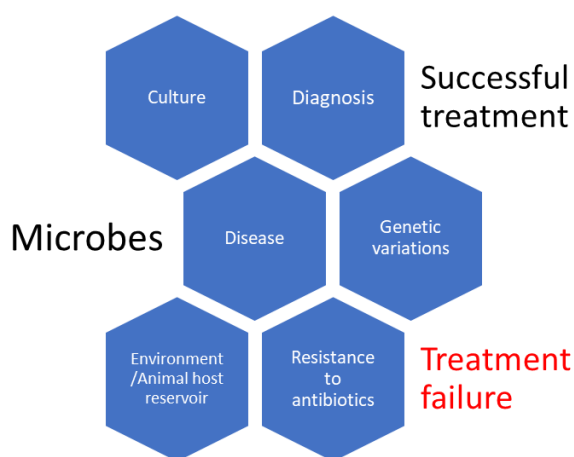 Culture
Diagnosis
Successful
treatment
Microbes
Disease
Genetic
variations
Environment
/Animal host
reservoir
Resistance
to
antibiotics
Treatment
failure